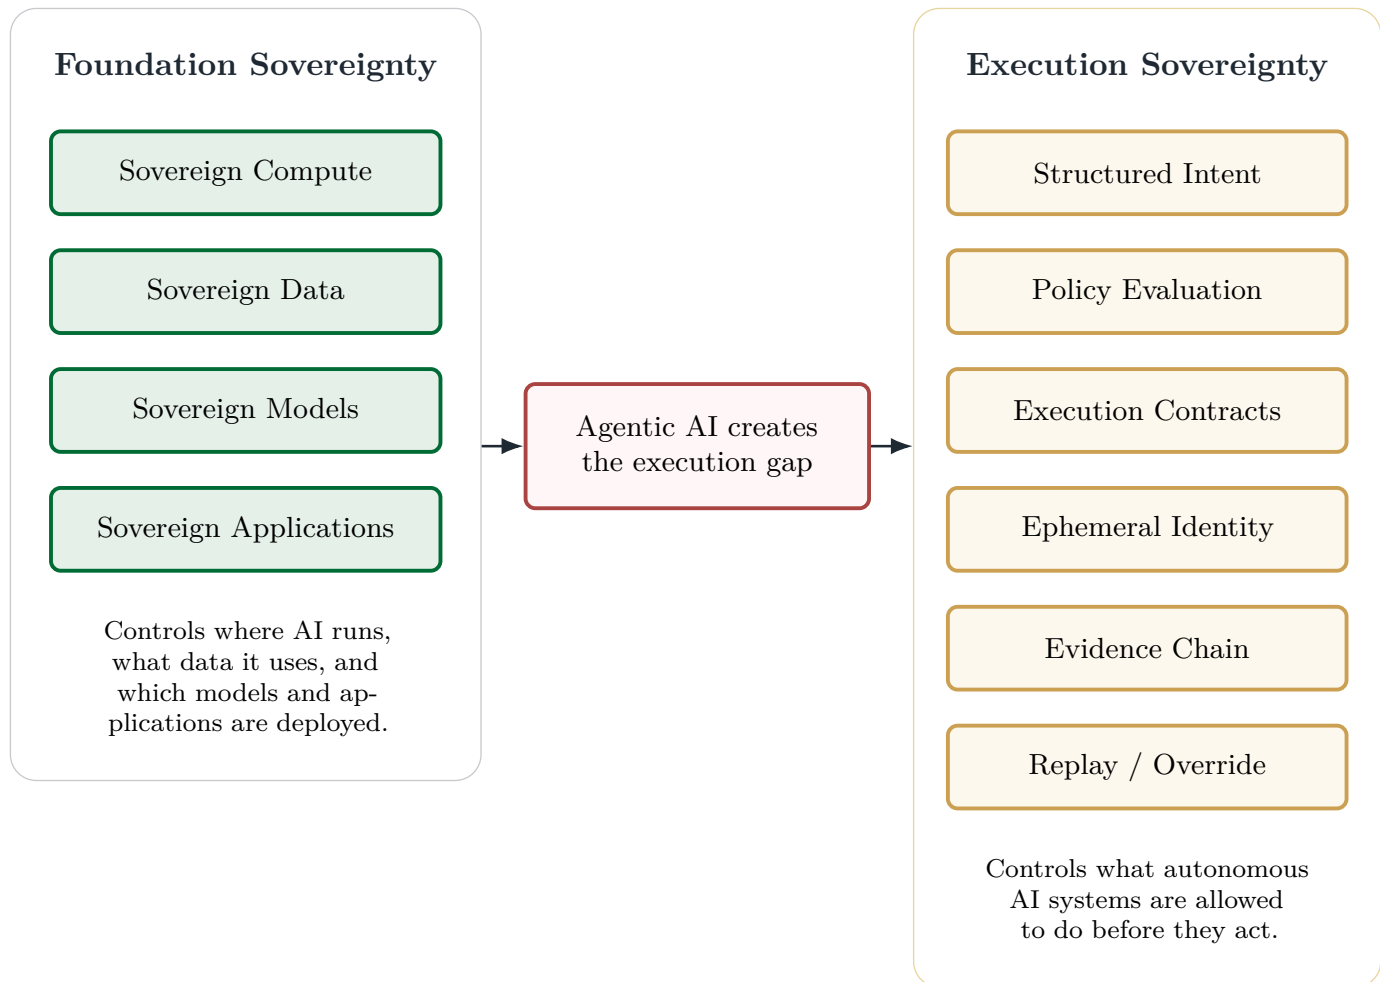 Foundation Sovereignty
Sovereign Compute
Sovereign Data
Sovereign Models
Sovereign Applications
Controls where AI runs,
what data it uses, and
which models and ap-
plications are deployed.
Agentic AI creates
the execution gap
Execution Sovereignty
Structured Intent
Policy Evaluation
Execution Contracts
Ephemeral Identity
Evidence Chain
Replay / Override
Controls what autonomous
AI systems are allowed
to do before they act.